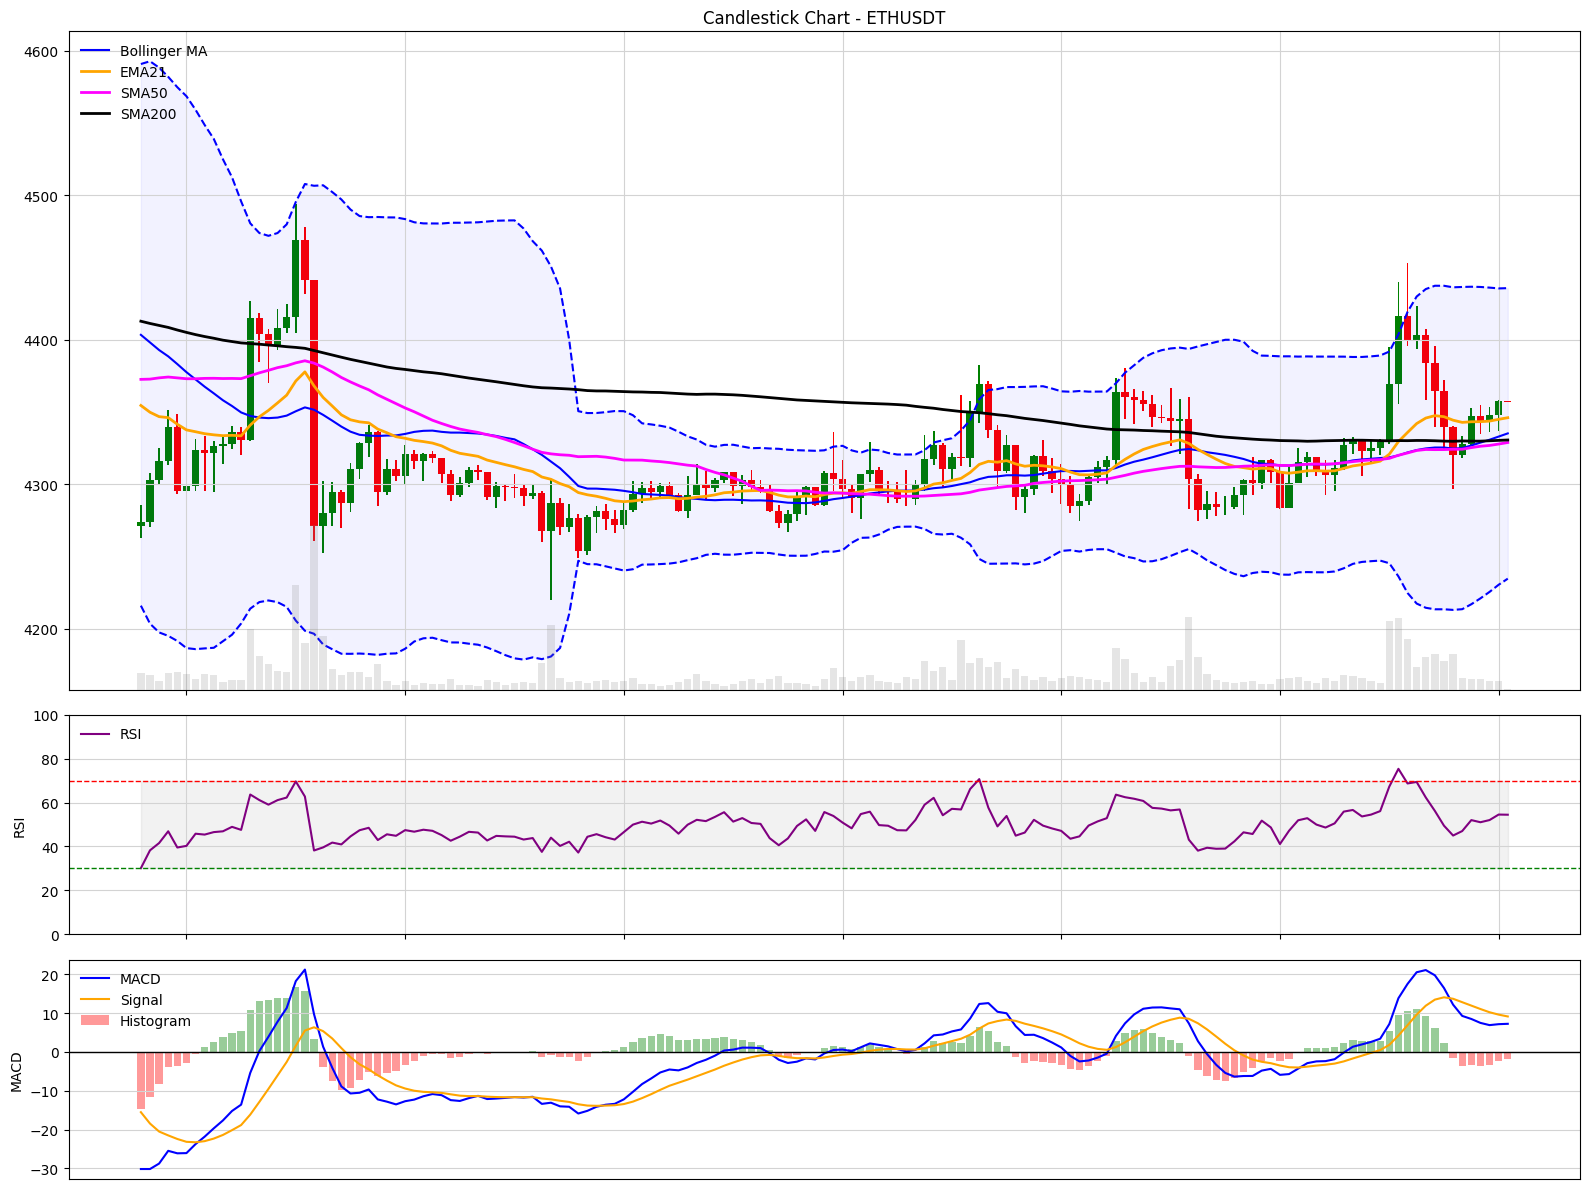 Candlestick Chart - ETHUSDT
Bollinger MA
EMA21
SMA50
SMA200
4600
4500
4400
4300
4200
RSI
100
80
60
40
20
0
RSI
MACD
Signal
Histogram
20
10
0
−10
−20
−30
MACD